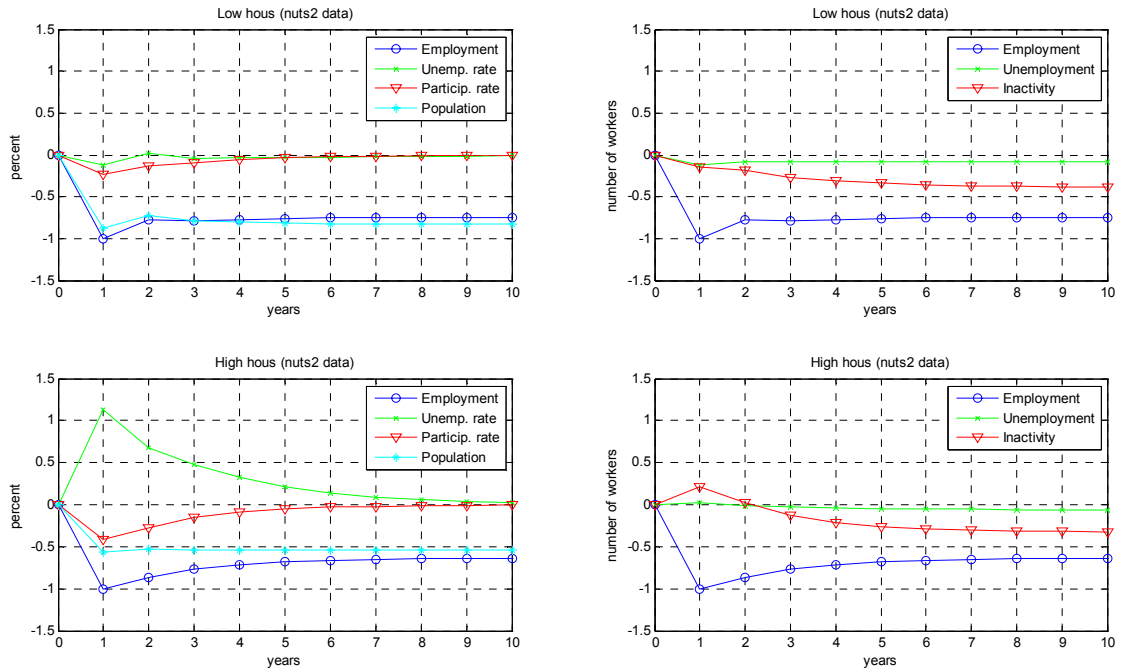 Low hous (nuts2 data)
1.5
1
0.5
0
-0.5
-1
-1.5
percent
0 1 2 3 4 5 6 7 8 9 10
years
Employment
Unemp. rate
Particip. rate
Population
Low hous (nuts2 data)
1.5
1
0.5
0
-0.5
-1
-1.5
number of workers
0 1 2 3 4 5 6 7 8 9 10
years
Employment
Unemployment
Inactivity
High hous (nuts2 data)
1.5
1
0.5
0
-0.5
-1
-1.5
percent
0 1 2 3 4 5 6 7 8 9 10
years
Employment
Unemp. rate
Particip. rate
Population
High hous (nuts2 data)
1.5
1
0.5
0
-0.5
-1
-1.5
number of workers
0 1 2 3 4 5 6 7 8 9 10
years
Employment
Unemployment
Inactivity